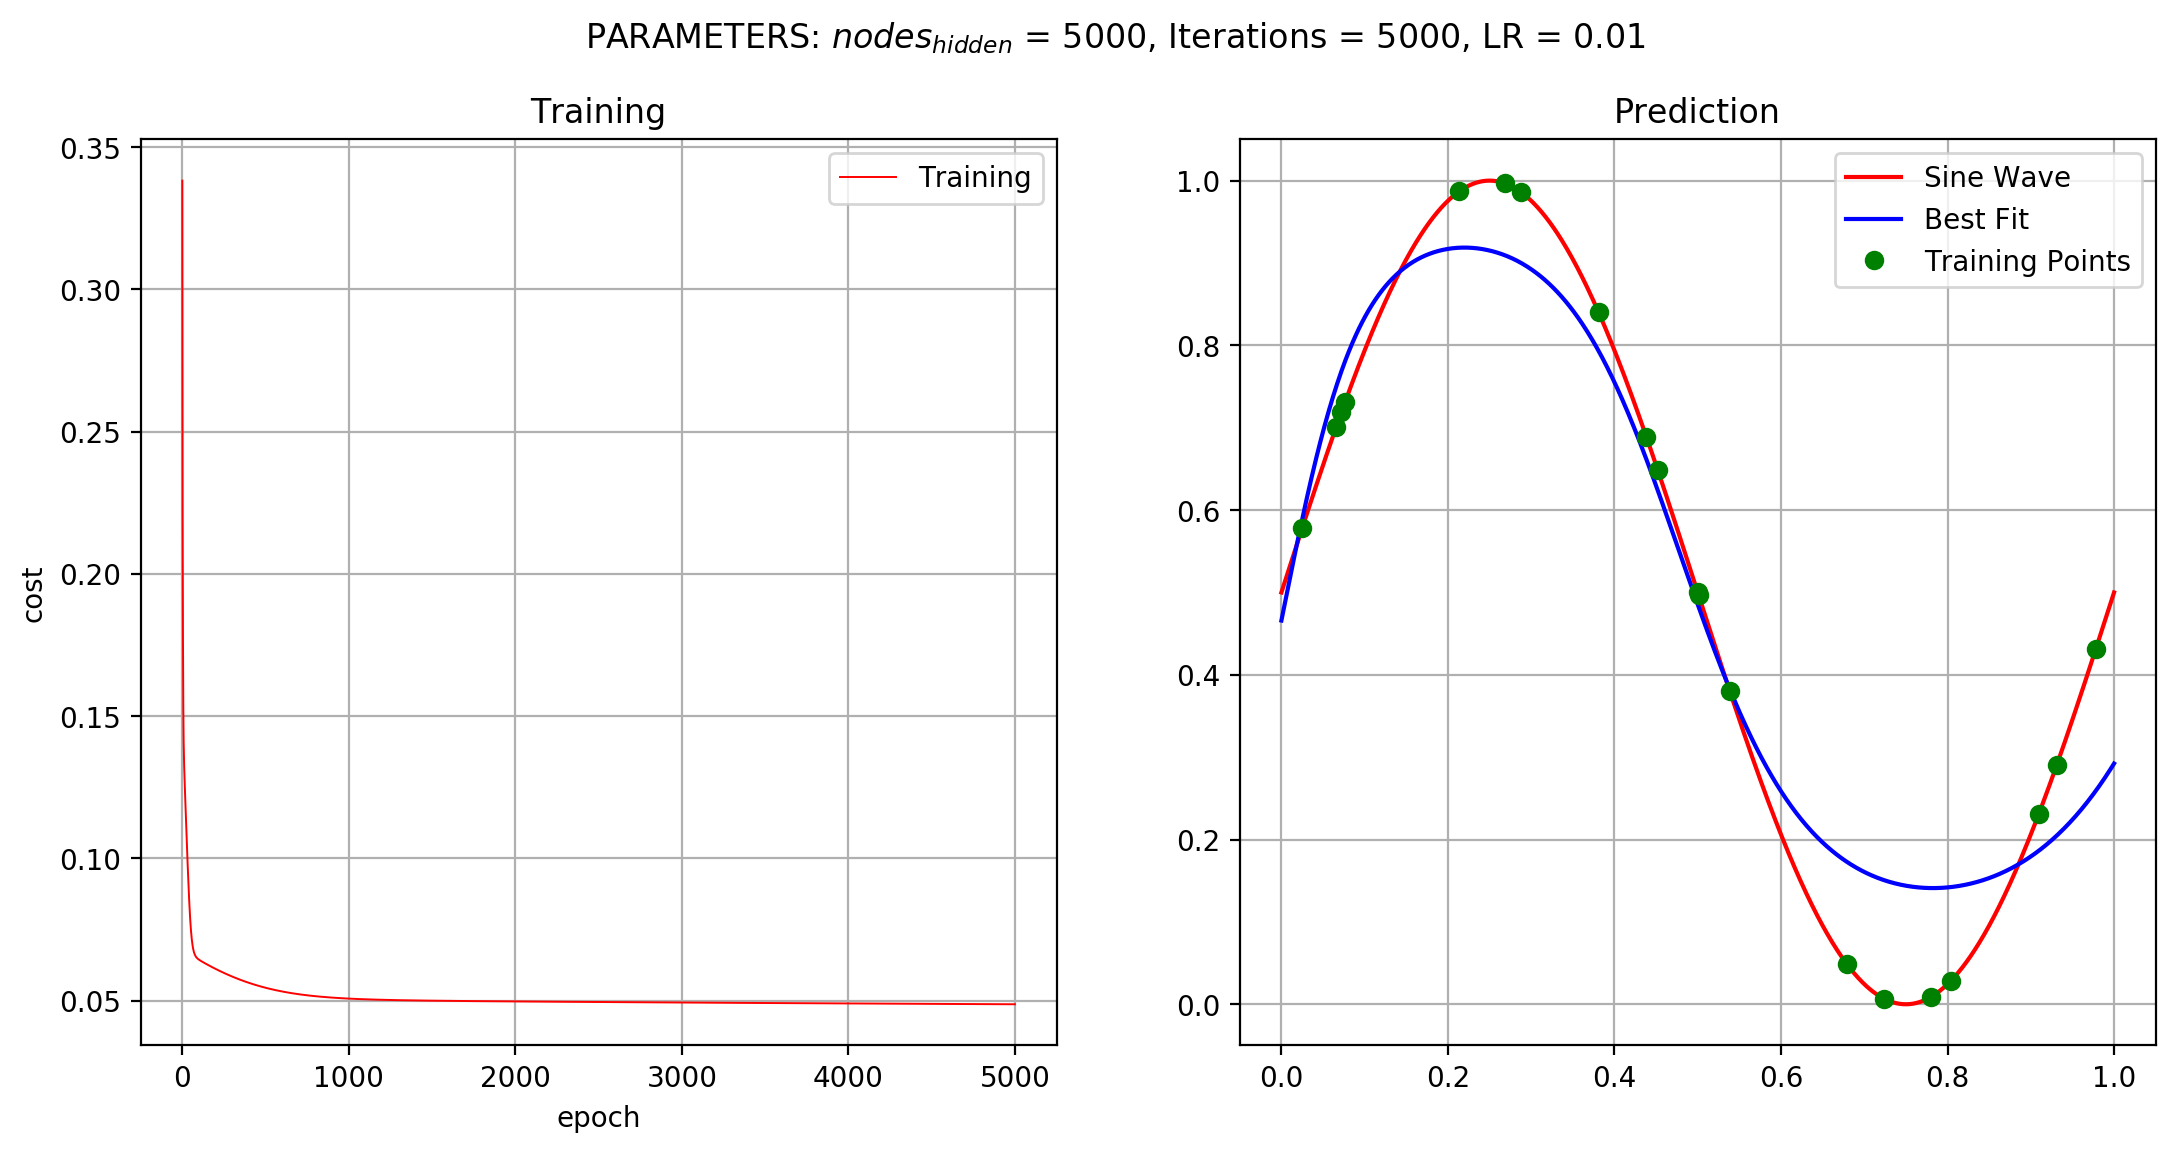 PARAMETERS: nodes_hidden = 5000, Iterations = 5000, LR = 0.01
Training
0.35
0.30
0.25
0.20
0.15
0.10
0.05
cost
0 1000 2000 3000 4000 5000
epoch
Training
Prediction
1.0
0.8
0.6
0.4
0.2
0.0
0.0 0.2 0.4 0.6 0.8 1.0
Sine Wave
Best Fit
Training Points